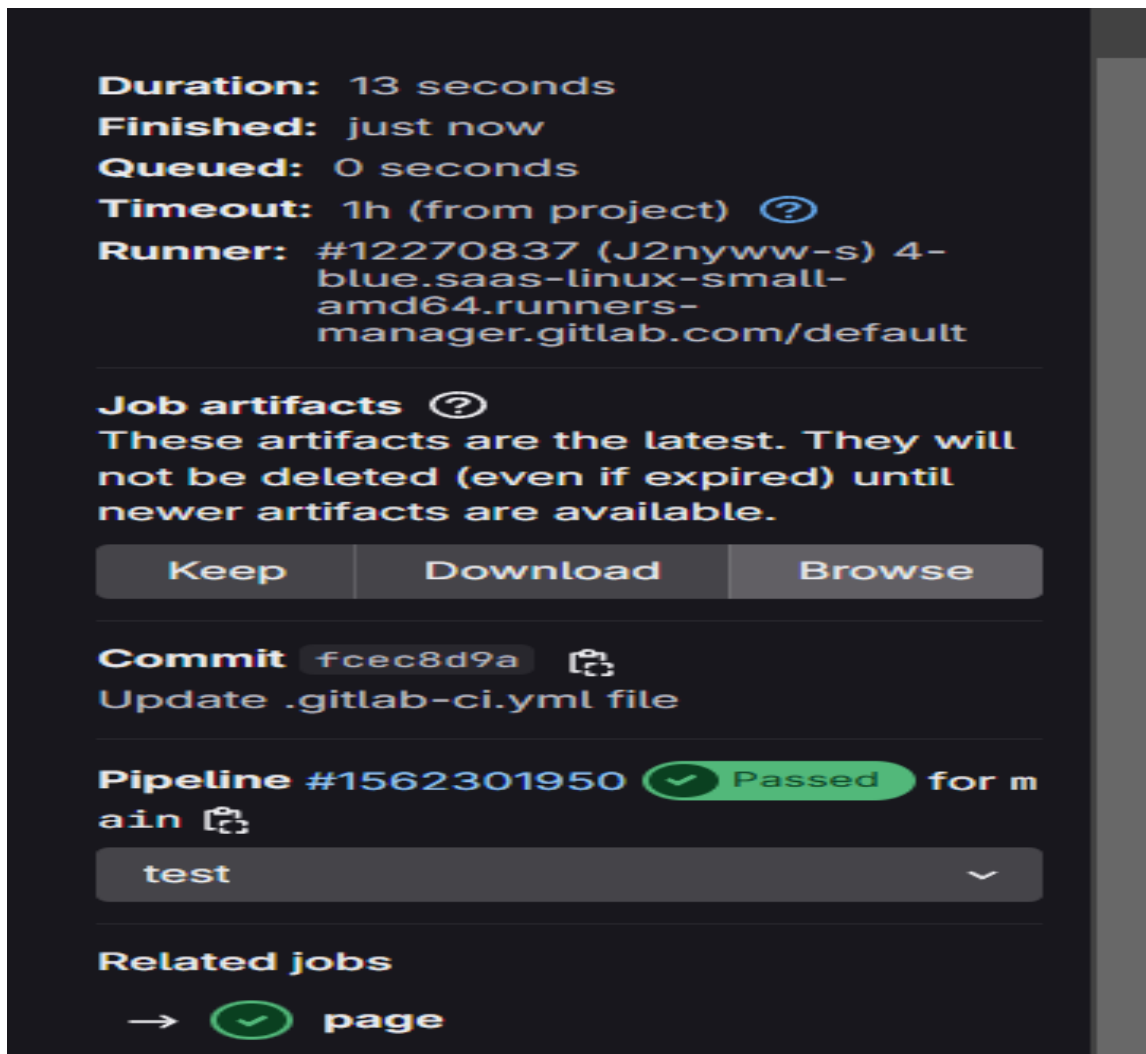 Duration: 13 seconds
Finished: just now
Queued: 0 seconds
Timeout: 1h (from project)
Runner: #12270837 (J2nyww-s) 4-
blue.saas-linux-small-
amd64.runners-
manager.gitlab.com/default
Job artifacts
These artifacts are the latest. They will
not be deleted (even if expired) until
newer artifacts are available.
Keep Download Browse
Commit fcec8d9a
Update .gitlab-ci.yml file
Pipeline #1562301950 Passed for m
ain
test
Related jobs
→ page